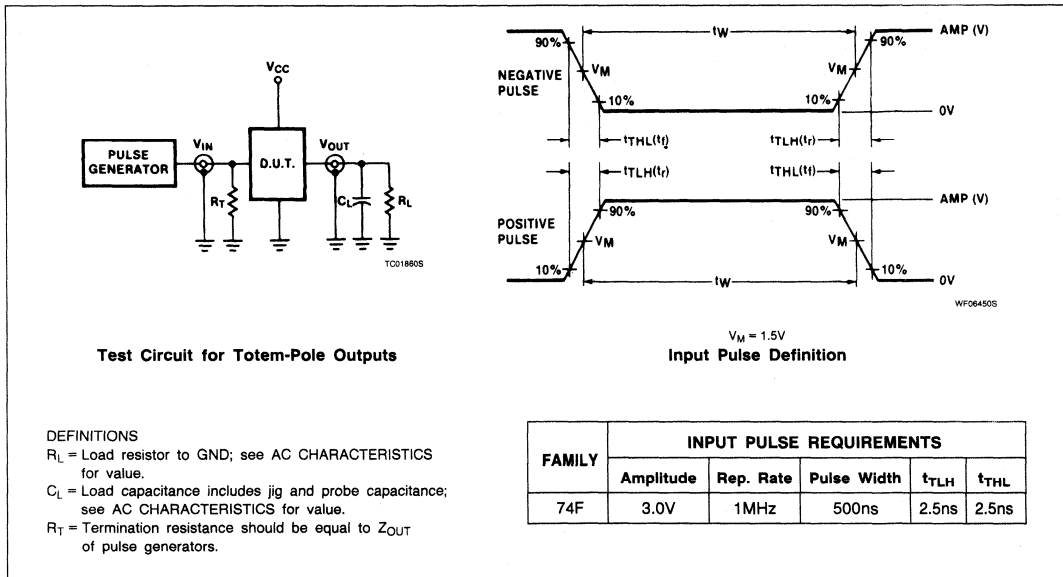 VCC
PULSE
GENERATOR
VIN
D.U.T.
VOUT
RT
CL
RL
TC01860S
Test Circuit for Totem-Pole Outputs
NEGATIVE
PULSE
90%
VM
10%
tW
VM
10%
90%
AMP (V)
0V
tTHL(tf)
tTLH(tr)
tTLH(tr)
tTHL(tf)
POSITIVE
PULSE
10%
VM
90%
tW
90%
VM
10%
AMP (V)
0V
WF06450S
VM = 1.5V
Input Pulse Definition
DEFINITIONS
RL = Load resistor to GND; see AC CHARACTERISTICS
for value.
CL = Load capacitance includes jig and probe capacitance;
see AC CHARACTERISTICS for value.
RT = Termination resistance should be equal to ZOUT
of pulse generators.
FAMILY INPUT PULSE REQUIREMENTS
Amplitude Rep. Rate Pulse Width tTLH tTHL
74F 3.0V 1MHz 500ns 2.5ns 2.5ns